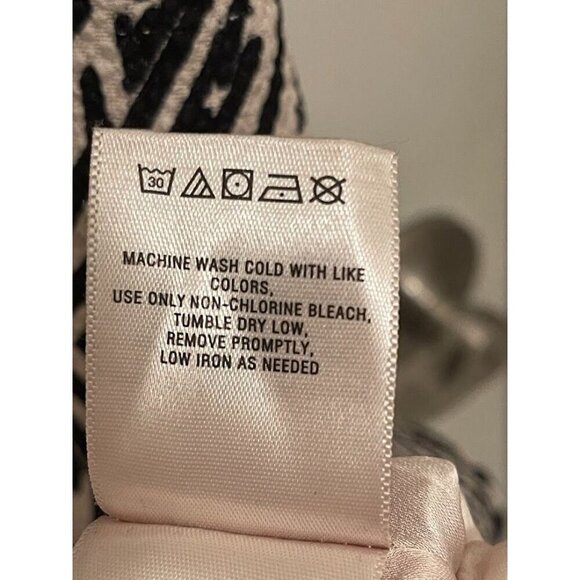 30
MACHINE WASH COLD WITH LIKE
COLORS,
USE ONLY NON-CHLORINE BLEACH,
TUMBLE DRY LOW,
REMOVE PROMPTLY,
LOW IRON AS NEEDED